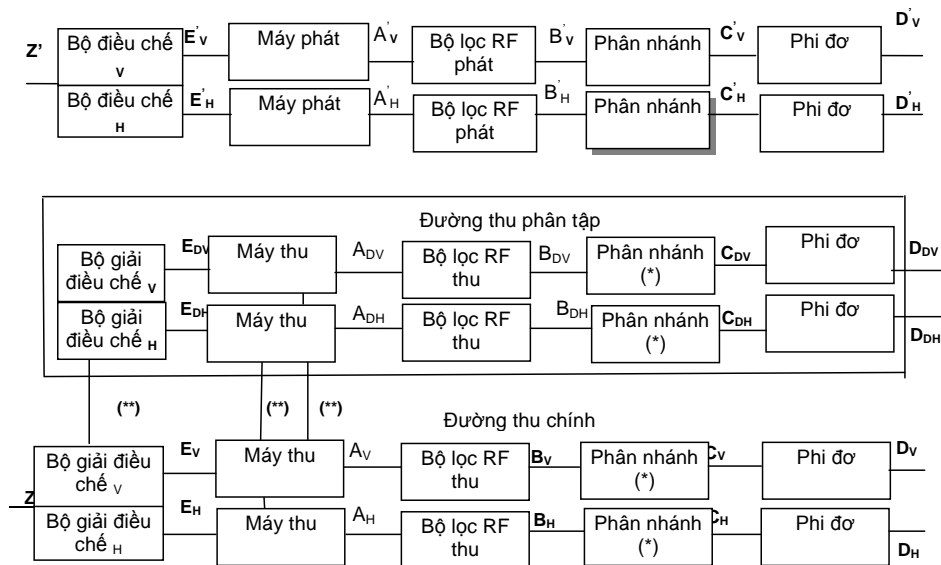 Z' Bộ điều chế V E'V Máy phát A'V Bộ lọc RF phát B'V Phân nhánh C'V Phi đơ D'V
Bộ điều chế H E'H Máy phát A'H Bộ lọc RF phát B'H Phân nhánh C'H Phi đơ D'H
Đường thu phân tập
Bộ giải điều chế V EDV Máy thu ADV Bộ lọc RF thu BDV Phân nhánh (*) CDV Phi đơ DDV
Bộ giải điều chế H EDH Máy thu ADH Bộ lọc RF thu BDH Phân nhánh (*) CDH Phi đơ DDH
(**) (**) (**)
Đường thu chính
Z Bộ giải điều chế V EV Máy thu AV Bộ lọc RF thu BV Phân nhánh (*) CV Phi đơ DV
Bộ giải điều chế H EH Máy thu AH Bộ lọc RF thu BH Phân nhánh (*) CH Phi đơ DH